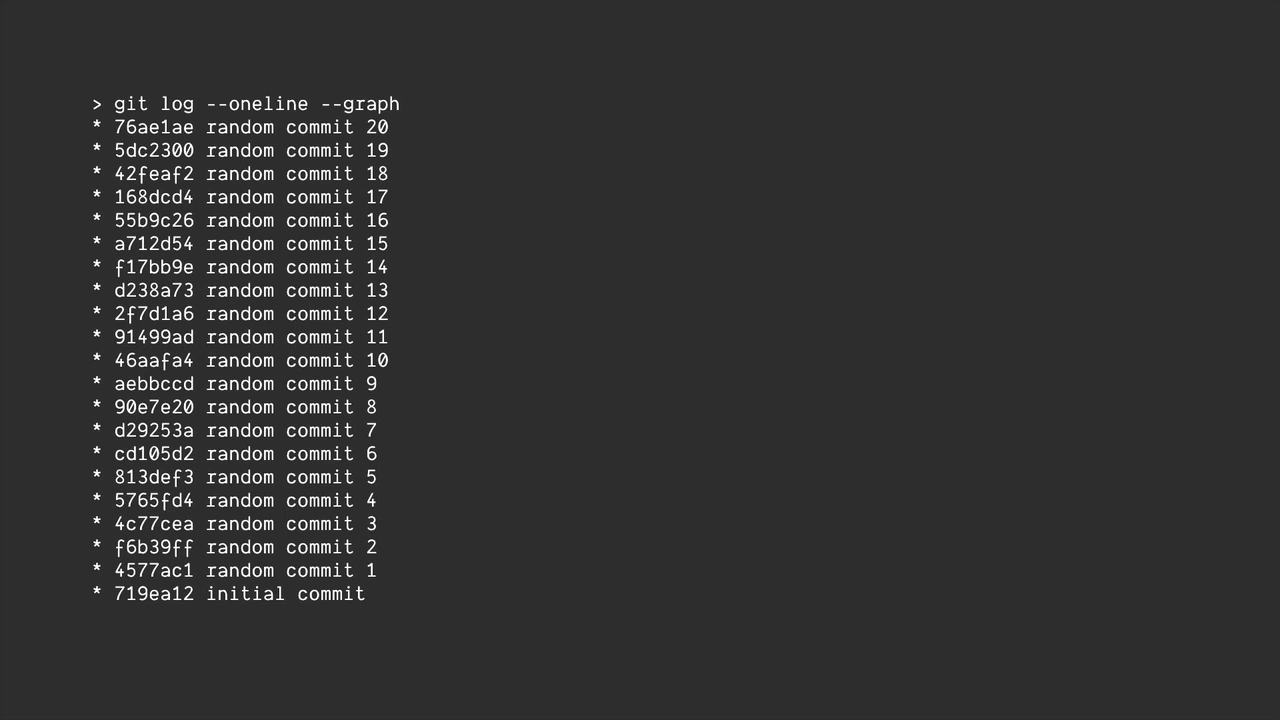 > git log --oneline --graph
* 76ae1ae random commit 20
* 5dc2300 random commit 19
* 42feaf2 random commit 18
* 168dcd4 random commit 17
* 55b9c26 random commit 16
* a712d54 random commit 15
* f17bb9e random commit 14
* d238a73 random commit 13
* 2f7d1a6 random commit 12
* 91499ad random commit 11
* 46aafa4 random commit 10
* aebbccd random commit 9
* 90e7e20 random commit 8
* d29253a random commit 7
* cd105d2 random commit 6
* 813def3 random commit 5
* 5765fd4 random commit 4
* 4c77cea random commit 3
* f6b39ff random commit 2
* 4577ac1 random commit 1
* 719ea12 initial commit